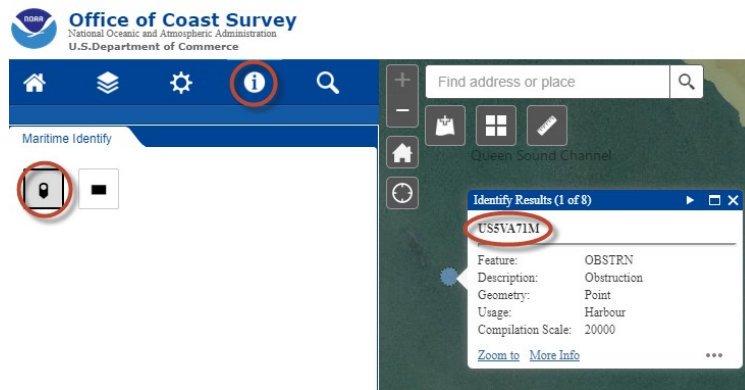 NOAA
Office of Coast Survey
National Oceanic and Atmospheric Administration
U.S.Department of Commerce
Find address or place
Maritime Identify
Queen Sound Channel
Identify Results (1 of 8)
US5VA71M
Feature: OBSTRN
Description: Obstruction
Geometry: Point
Usage: Harbour
Compilation Scale: 20000
Zoom to More Info